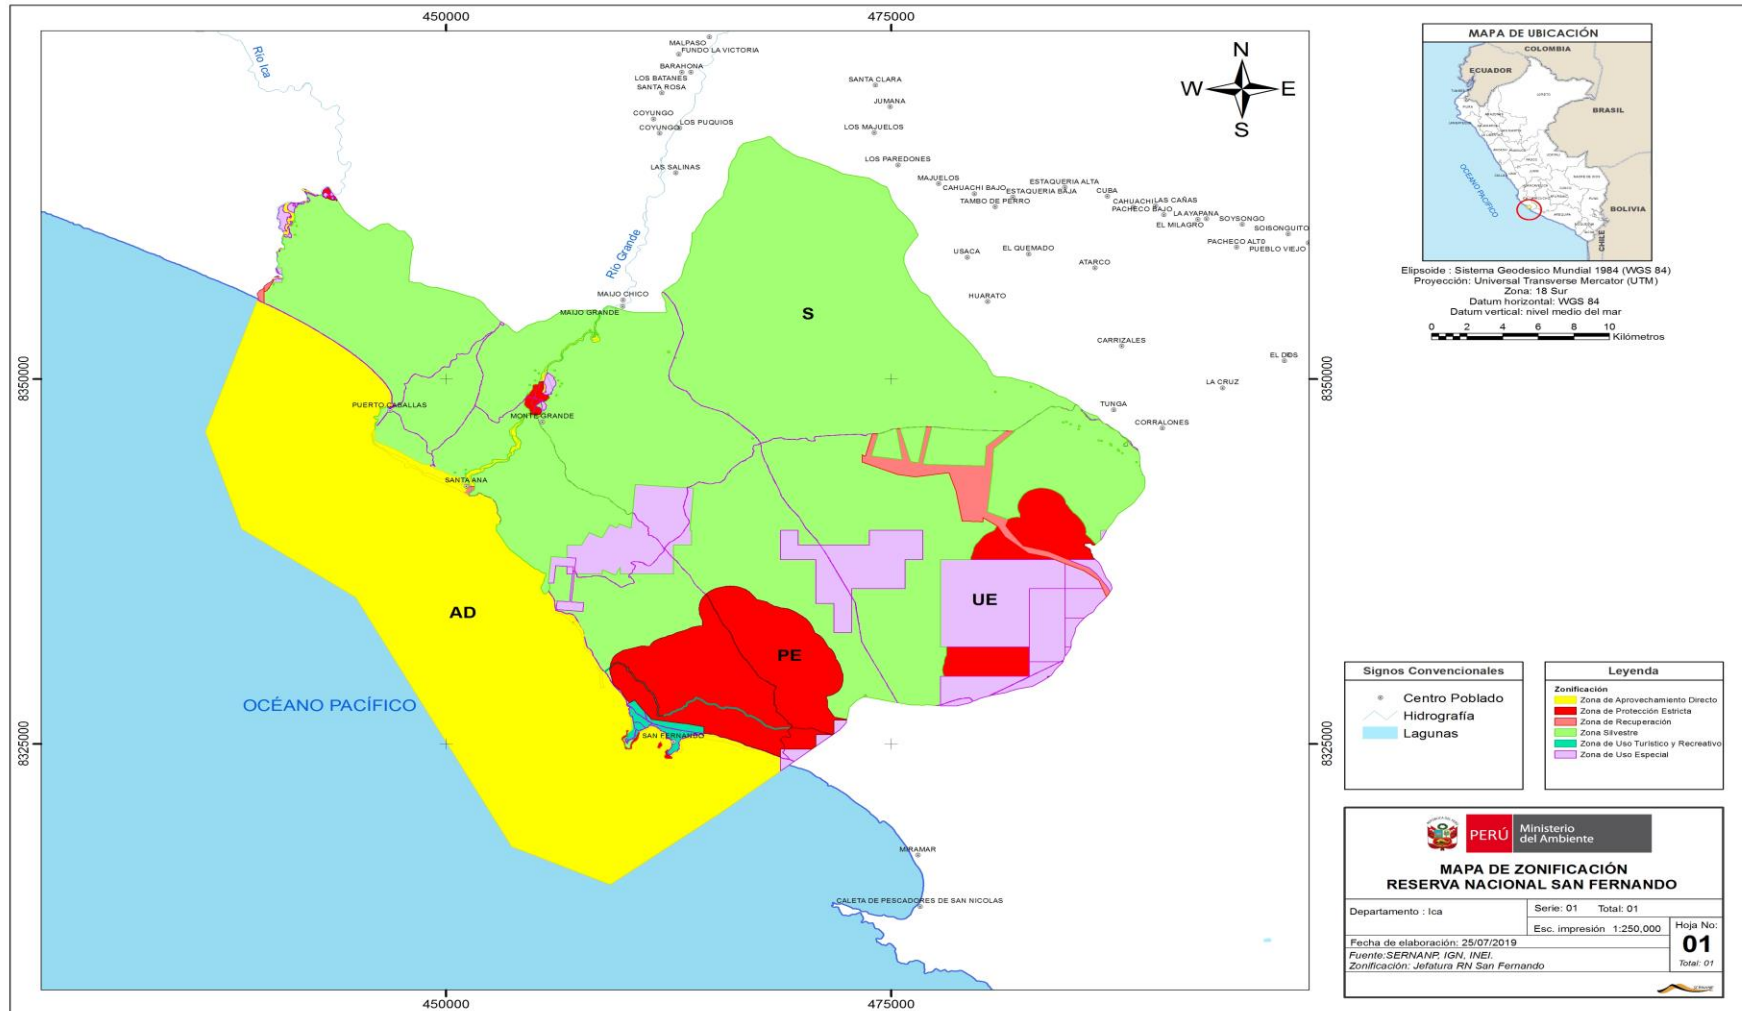 450000
475000
Río Ica
MALPASO
FUNDO LA VICTORIA
BARAHONA
LOS BATANES
SANTA ROSA
COYUNGO
LOS PUQUIOS
COYUNGO
LAS SALINAS
SANTA CLARA
JUMANA
LOS MAJUELOS
LOS PAREDONES
MAJUELOS
CAHUACHI BAJO
ESTAQUERIA ALTA
ESTAQUERIA BAJA
TAMBO DE PERRO
CUBA
CAHUACHI
LAS CAÑAS
PACHECO BAJO
LA AYAPANA
EL MILAGRO
SOYSONGO
SOISONGUITO
PACHECO ALTO
PUEBLO VIEJO
USACA
EL QUEMADO
ATARCO
HUARATO
Río Grande
MAIJO CHICO
MAIJO GRANDE
S
CARRIZALES
LA CRUZ
TUNGA
CORRALONES
PUERTO CABALLAS
MONTE GRANDE
SANTA ANA
AD
UE
PE
OCÉANO PACÍFICO
SAN FERNANDO
MIRAMAR
CALETA DE PESCADORES DE SAN NICOLAS
8350000
8350000
8325000
8325000
450000
475000
N
W
E
S
MAPA DE UBICACIÓN
COLOMBIA
ECUADOR
BRASIL
OCEANO PACIFICO
BOLIVIA
CHILE
Elipsoide : Sistema Geodesico Mundial 1984 (WGS 84)
Proyección: Universal Transverse Mercator (UTM)
Zona: 18 Sur
Datum horizontal: WGS 84
Datum vertical: nivel medio del mar
0 2 4 6 8 10
Kilómetros
Signos Convencionales
Centro Poblado
Hidrografía
Lagunas
Leyenda
Zonificación
Zona de Aprovechamiento Directo
Zona de Protección Estricta
Zona de Recuperación
Zona Silvestre
Zona de Uso Turístico y Recreativo
Zona de Uso Especial
PERÚ
Ministerio
del Ambiente
MAPA DE ZONIFICACIÓN
RESERVA NACIONAL SAN FERNANDO
Departamento : Ica
Serie: 01 Total: 01
Esc. impresión 1:250,000
Hoja No:
01
Total: 01
Fecha de elaboración: 25/07/2019
Fuente:SERNANP, IGN, INEI.
Zonificación: Jefatura RN San Fernando